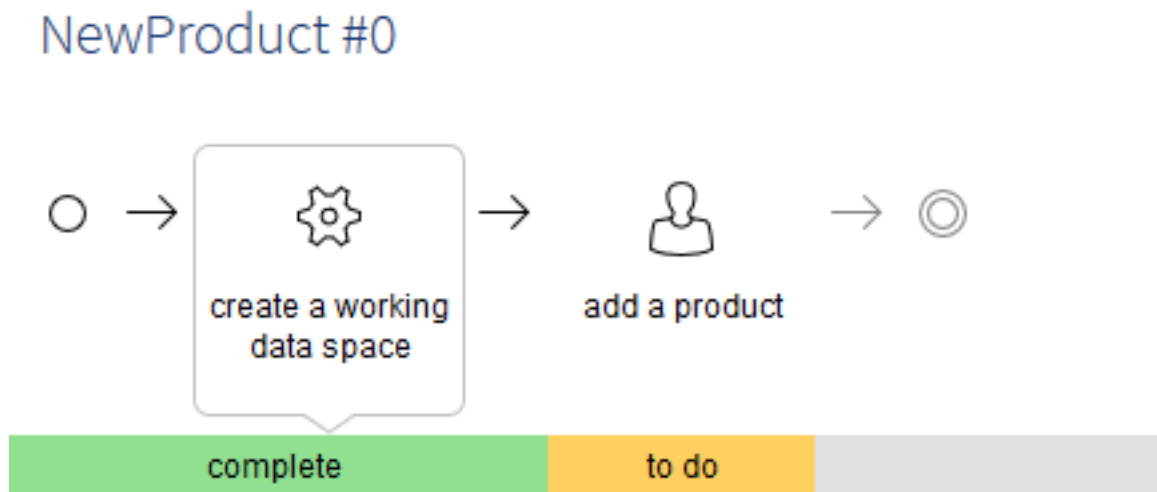 NewProduct #0
create a working
data space
add a product
complete
to do